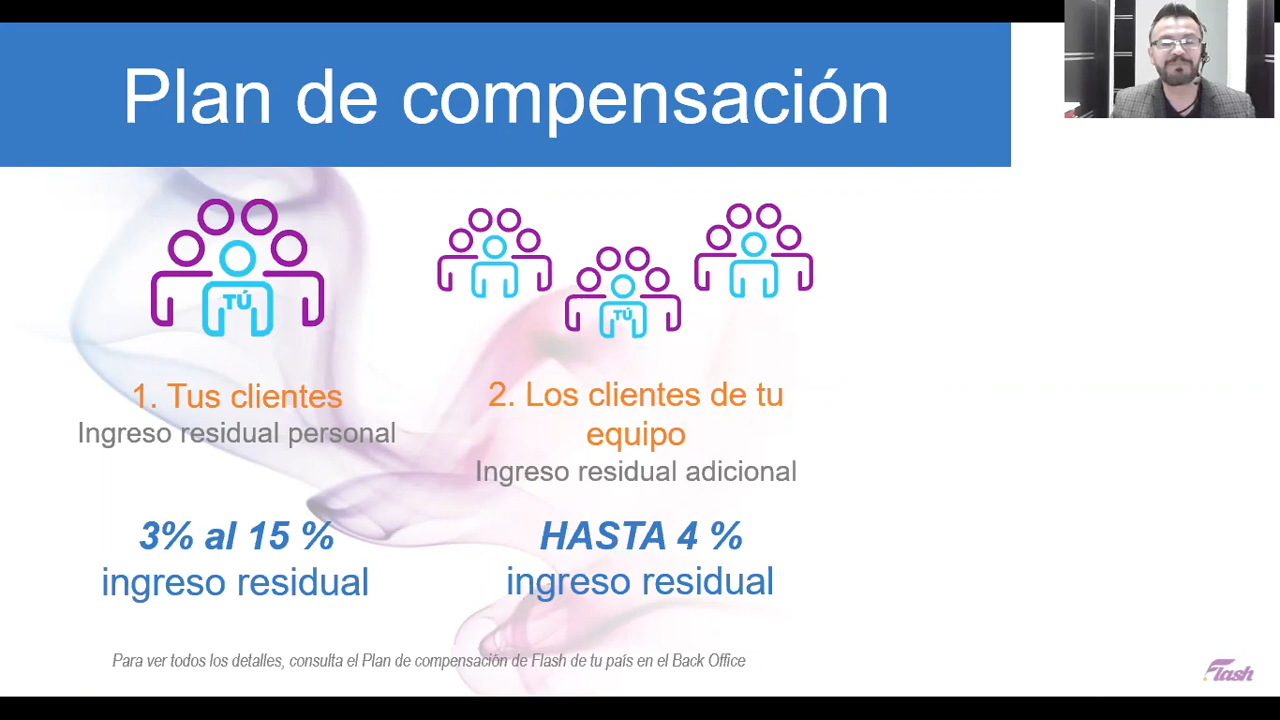 Plan de compensación
TÚ
TÚ
1. Tus clientes
Ingreso residual personal
3% al 15 %
ingreso residual
2. Los clientes de tu
equipo
Ingreso residual adicional
HASTA 4 %
ingreso residual
Para ver todos los detalles, consulta el Plan de compensación de Flash de tu país en el Back Office
Flash